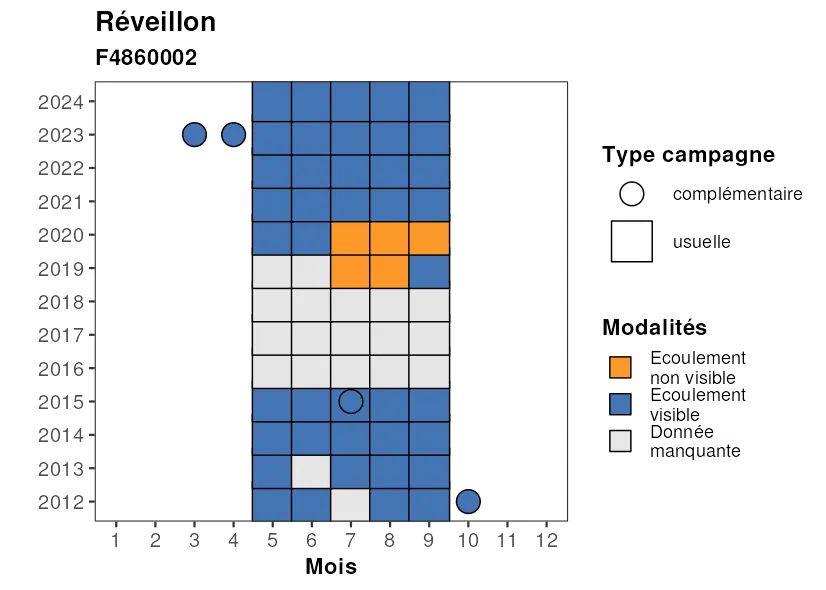 Réveillon
F4860002
2024
2023
2022
2021
2020
2019
2018
2017
2016
2015
2014
2013
2012
1 2 3 4 5 6 7 8 9 10 11 12
Mois
Type campagne
complémentaire
usuelle
Modalités
Ecoulement
non visible
Ecoulement
visible
Donnée
manquante